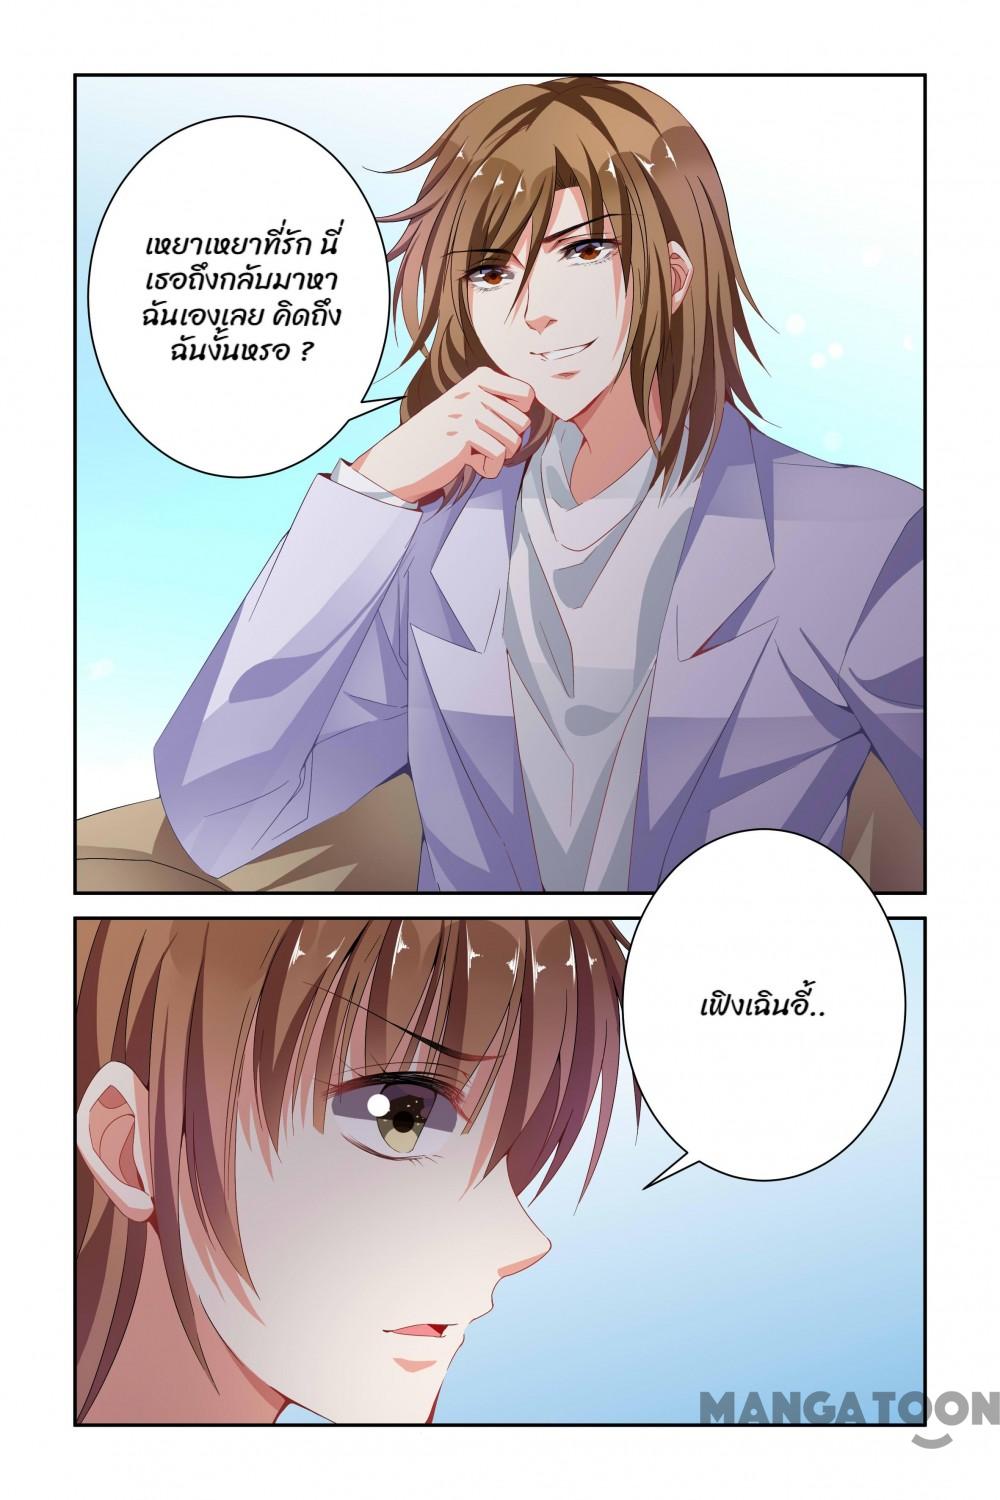 เหยาเหยาที่รัก นี่
เธอถึงกลับมาหา
ฉันเองเลย คิดถึง
ฉันงั้นหรอ ?
เฟิงเฉินอี้..
MANGATOON